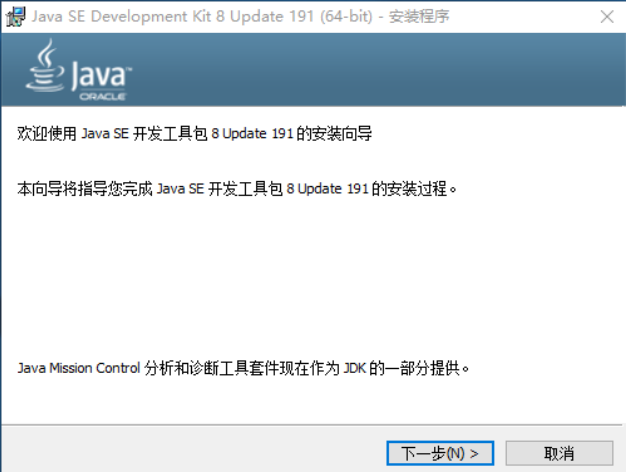 Java SE Development Kit 8 Update 191 (64-bit) - 安装程序
Java™
ORACLE
欢迎使用 Java SE 开发工具包 8 Update 191 的安装向导
本向导将指导您完成 Java SE 开发工具包 8 Update 191 的安装过程。
Java Mission Control 分析和诊断工具套件现在作为 JDK 的一部分提供。
下一步(N) > 取消